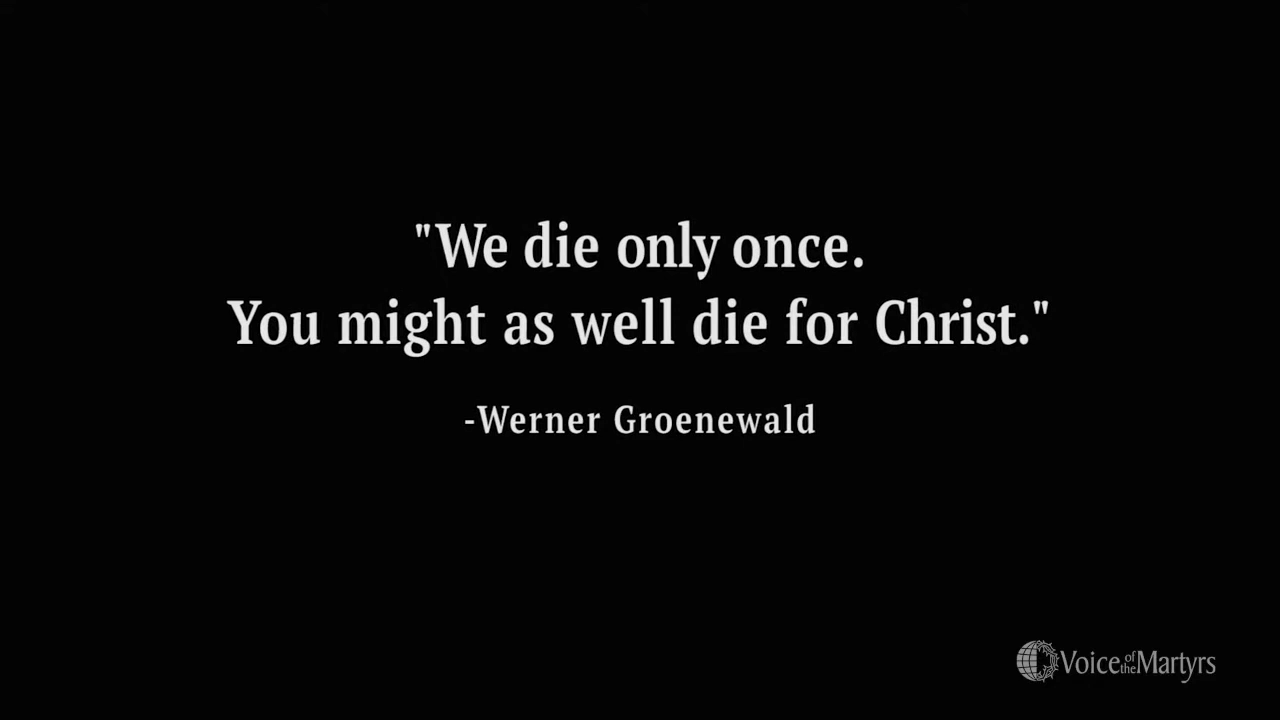 "We die only once.
You might as well die for Christ."
-Werner Groenewald
Voice of the Martyrs